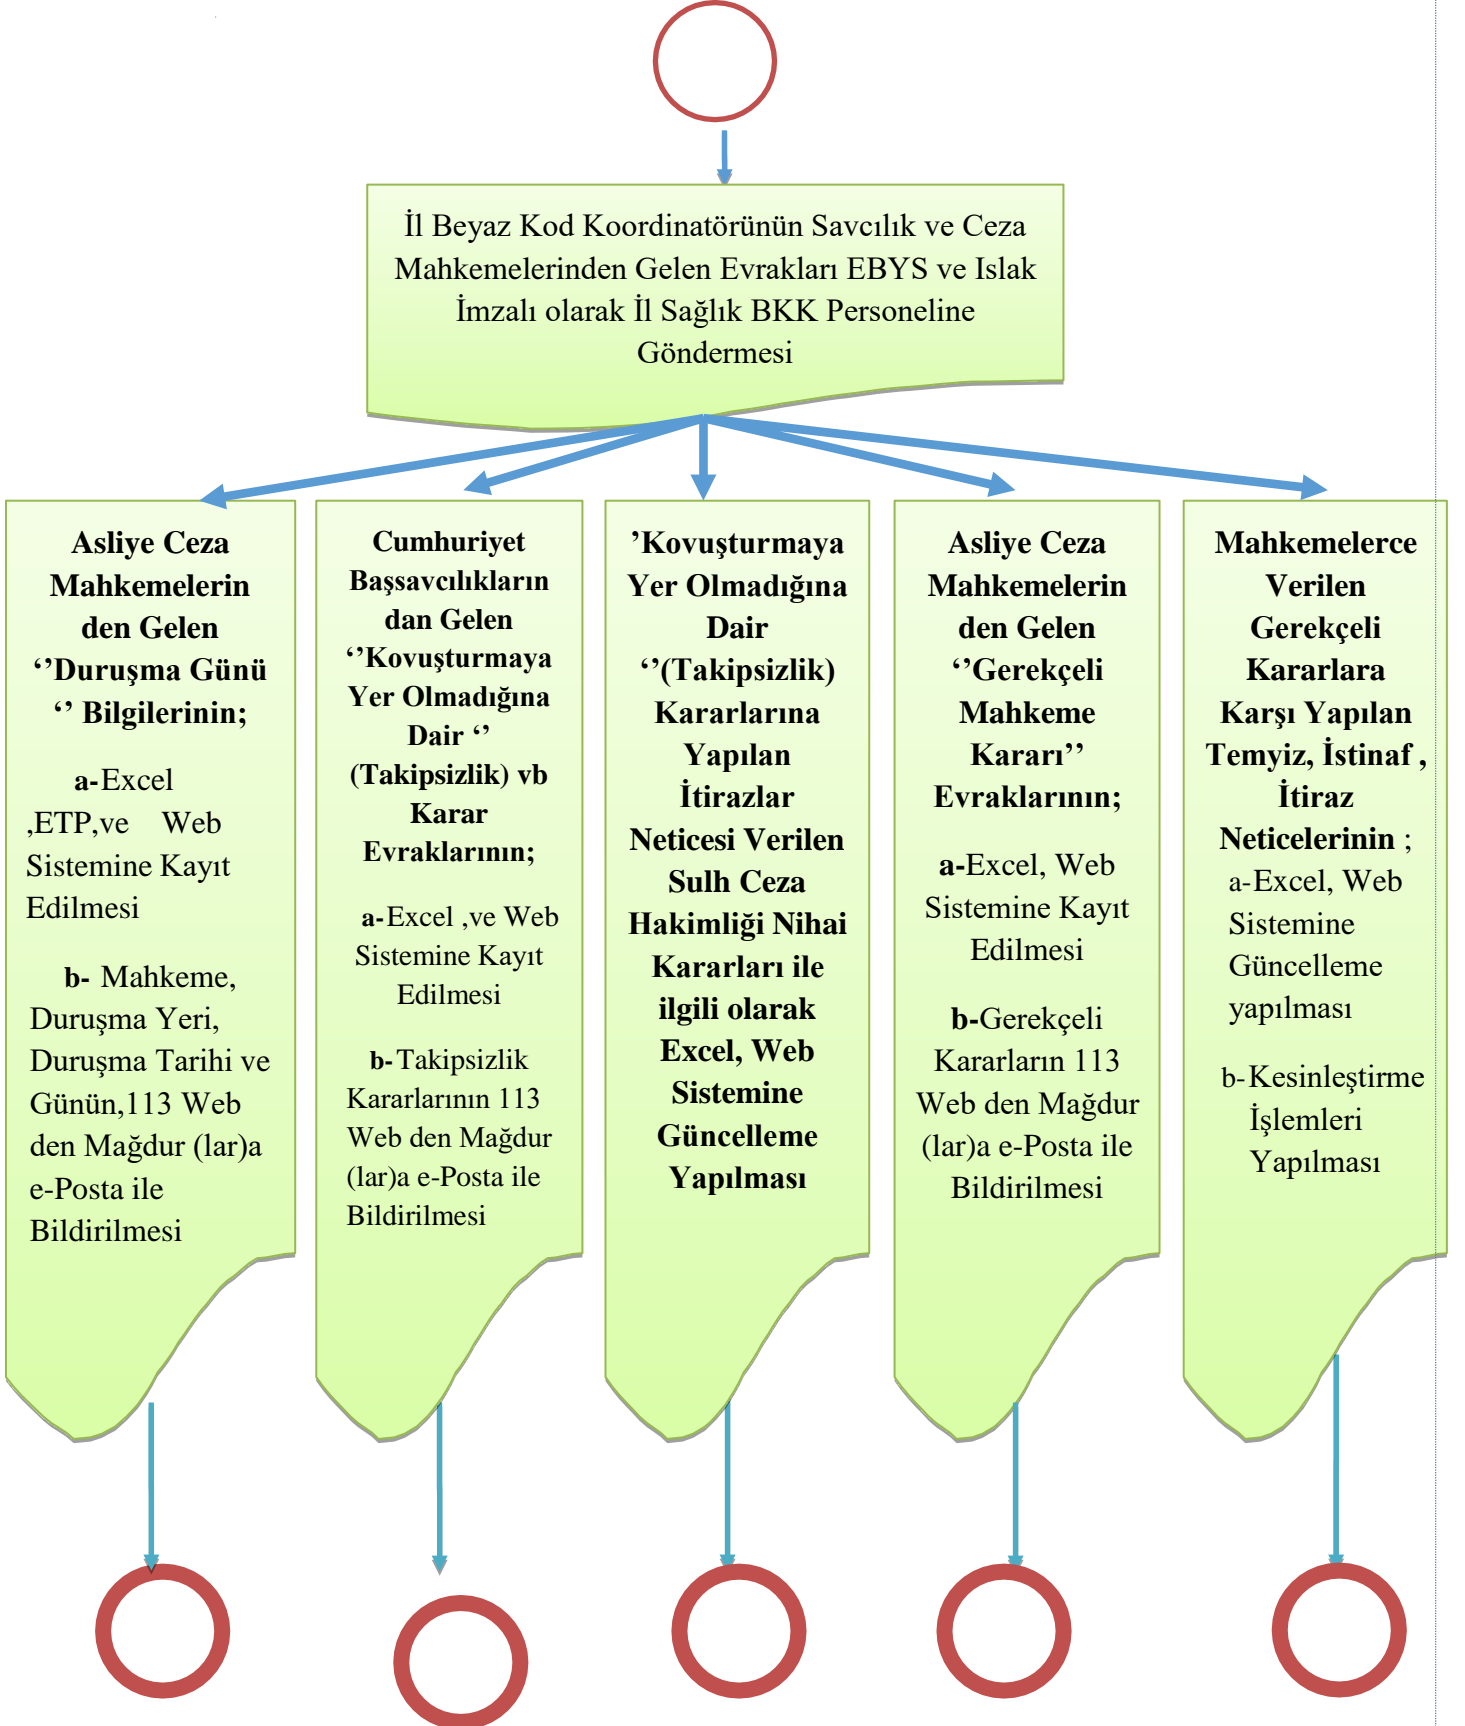 İl Beyaz Kod Koordinatörünün Savcılık ve Ceza
Mahkemelerinden Gelen Evrakları EBYS ve Islak
İmzalı olarak İl Sağlık BKK Personeline
Göndermesi
Asliye Ceza
Mahkemelerin
den Gelen
‘’Duruşma Günü
‘’ Bilgilerinin;
a-Excel
,ETP,ve Web
Sistemine Kayıt
Edilmesi
b- Mahkeme,
Duruşma Yeri,
Duruşma Tarihi ve
Günün,113 Web
den Mağdur (lar)a
e-Posta ile
Bildirilmesi
Cumhuriyet
Başsavcılıkların
dan Gelen
‘’Kovuşturmaya
Yer Olmadığına
Dair ‘’
(Takipsizlik) vb
Karar
Evraklarının;
a-Excel ,ve Web
Sistemine Kayıt
Edilmesi
b-Takipsizlik
Kararlarının 113
Web den Mağdur
(lar)a e-Posta ile
Bildirilmesi
’Kovuşturmaya
Yer Olmadığına
Dair
‘’(Takipsizlik)
Kararlarına
Yapılan
İtirazlar
Neticesi Verilen
Sulh Ceza
Hakimliği Nihai
Kararları ile
ilgili olarak
Excel, Web
Sistemine
Güncelleme
Yapılması
Asliye Ceza
Mahkemelerin
den Gelen
‘’Gerekçeli
Mahkeme
Kararı’’
Evraklarının;
a-Excel, Web
Sistemine Kayıt
Edilmesi
b-Gerekçeli
Kararların 113
Web den Mağdur
(lar)a e-Posta ile
Bildirilmesi
Mahkemelerce
Verilen
Gerekçeli
Kararlara
Karşı Yapılan
Temyiz, İstinaf ,
İtiraz
Neticelerinin ;
a-Excel, Web
Sistemine
Güncelleme
yapılması
b-Kesinleştirme
İşlemleri
Yapılması